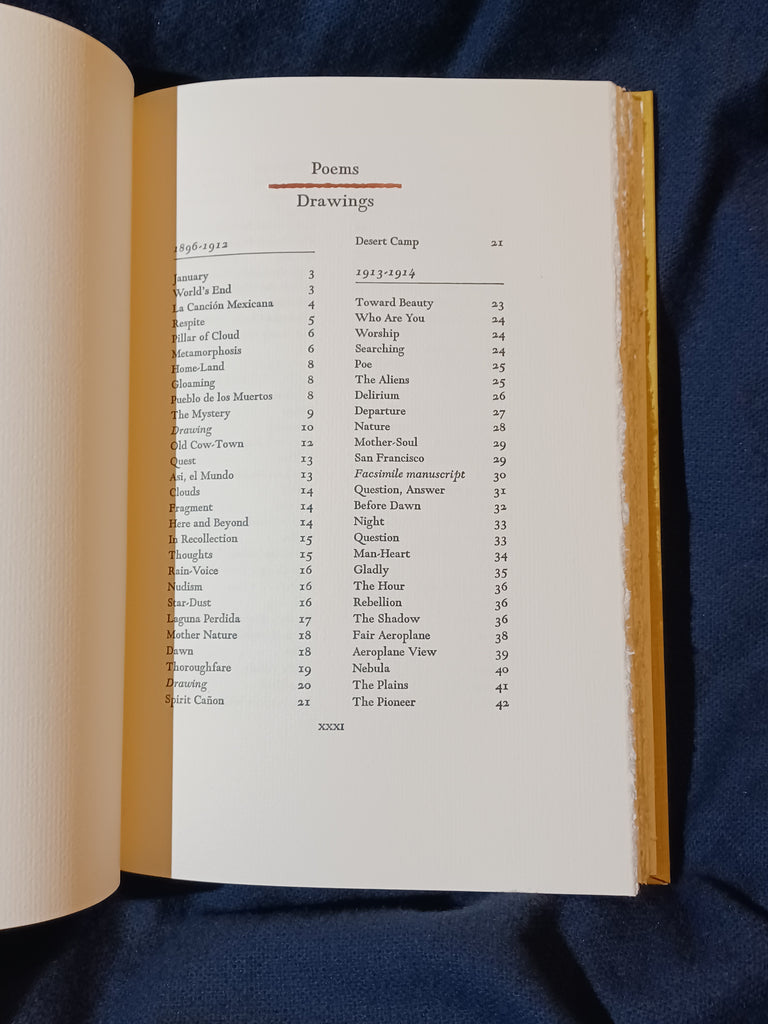 Poems
Drawings
1896-1912
January 3
World's End 3
La Canción Mexicana 4
Respite 5
Pillar of Cloud 6
Metamorphosis 6
Home-Land 8
Gloaming 8
Pueblo de los Muertos 8
The Mystery 9
Drawing 10
Old Cow-Town 12
Quest 13
Asi, el Mundo 13
Clouds 14
Fragment 14
Here and Beyond 14
In Recollection 15
Thoughts 15
Rain-Voice 16
Nudism 16
Star-Dust 16
Laguna Perdida 17
Mother Nature 18
Dawn 18
Thoroughfare 19
Drawing 20
Spirit Cañon 21
Desert Camp 21
1913-1914
Toward Beauty 23
Who Are You 24
Worship 24
Searching 24
Poe 25
The Aliens 25
Delirium 26
Departure 27
Nature 28
Mother-Soul 29
San Francisco 29
Facsimile manuscript 30
Question, Answer 31
Before Dawn 32
Night 33
Question 33
Man-Heart 34
Gladly 35
The Hour 36
Rebellion 36
The Shadow 36
Fair Aeroplane 38
Aeroplane View 39
Nebula 40
The Plains 41
The Pioneer 42
XXXI